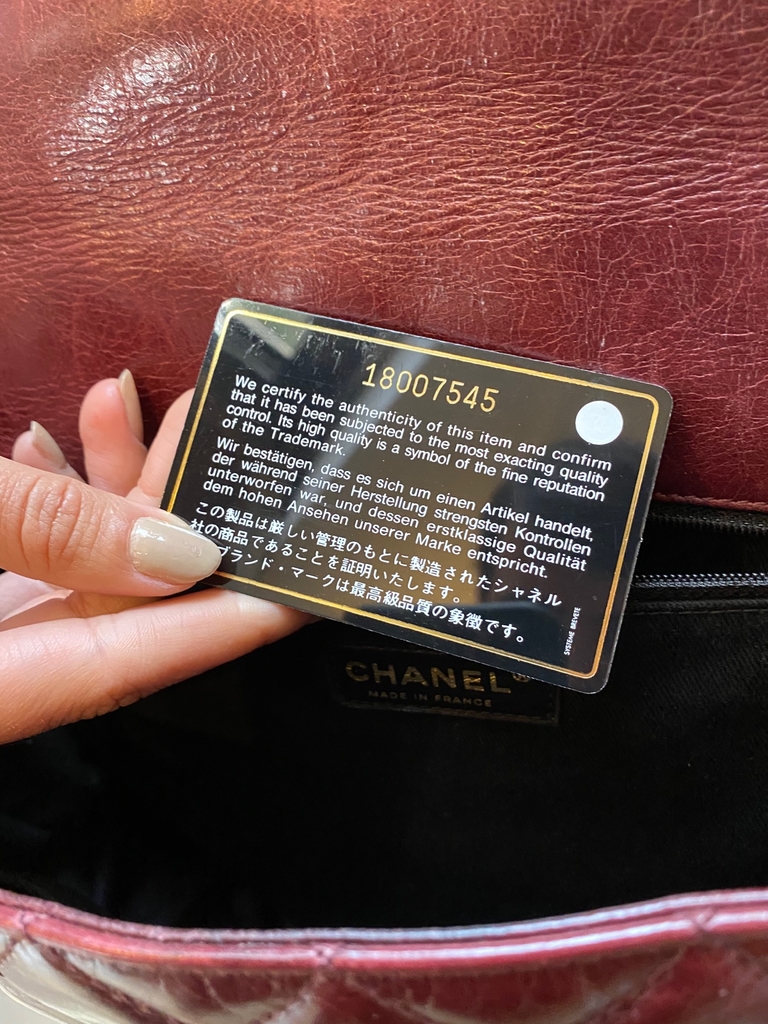 18007545
We certify the authenticity of this item and confirm
that it has been subjected to the most exacting quality
control. Its high quality is a symbol of the fine reputation
of the Trademark.
Wir bestätigen, dass es sich um einen Artikel handelt,
der während seiner Herstellung strengsten Kontrollen
unterworfen war, und dessen erstklassige Qualität
dem hohen Ansehen unserer Marke entspricht.
この製品は厳しい管理のもとに製造されたシャネル
社の商品であることを証明いたします。
ブランド・マークは最高級品質の象徴です。
SYSTEME BREVETE
CHANEL®
MADE IN FRANCE